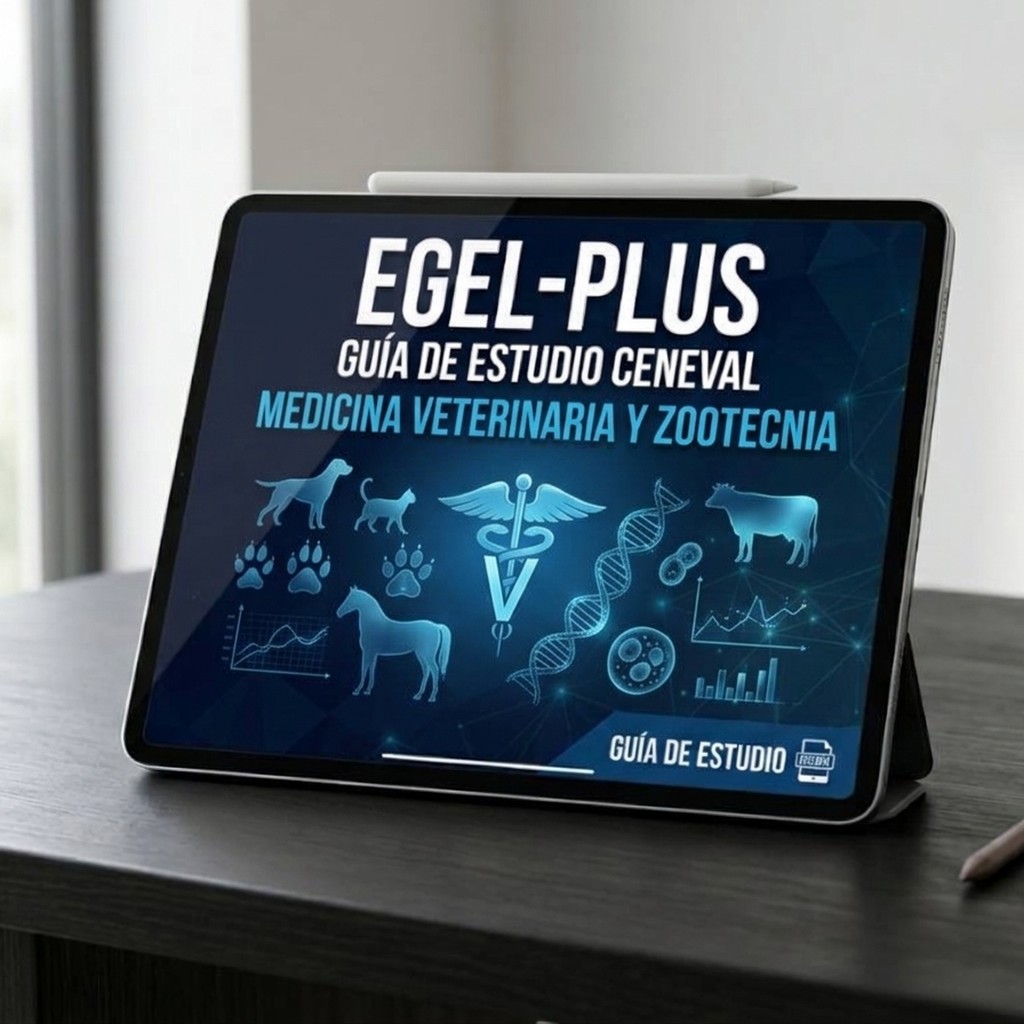 EGEL-PLUS
GUÍA DE ESTUDIO CENEVAL
MEDICINA VETERINARIA Y ZOOTECNIA
V
GUÍA DE ESTUDIO